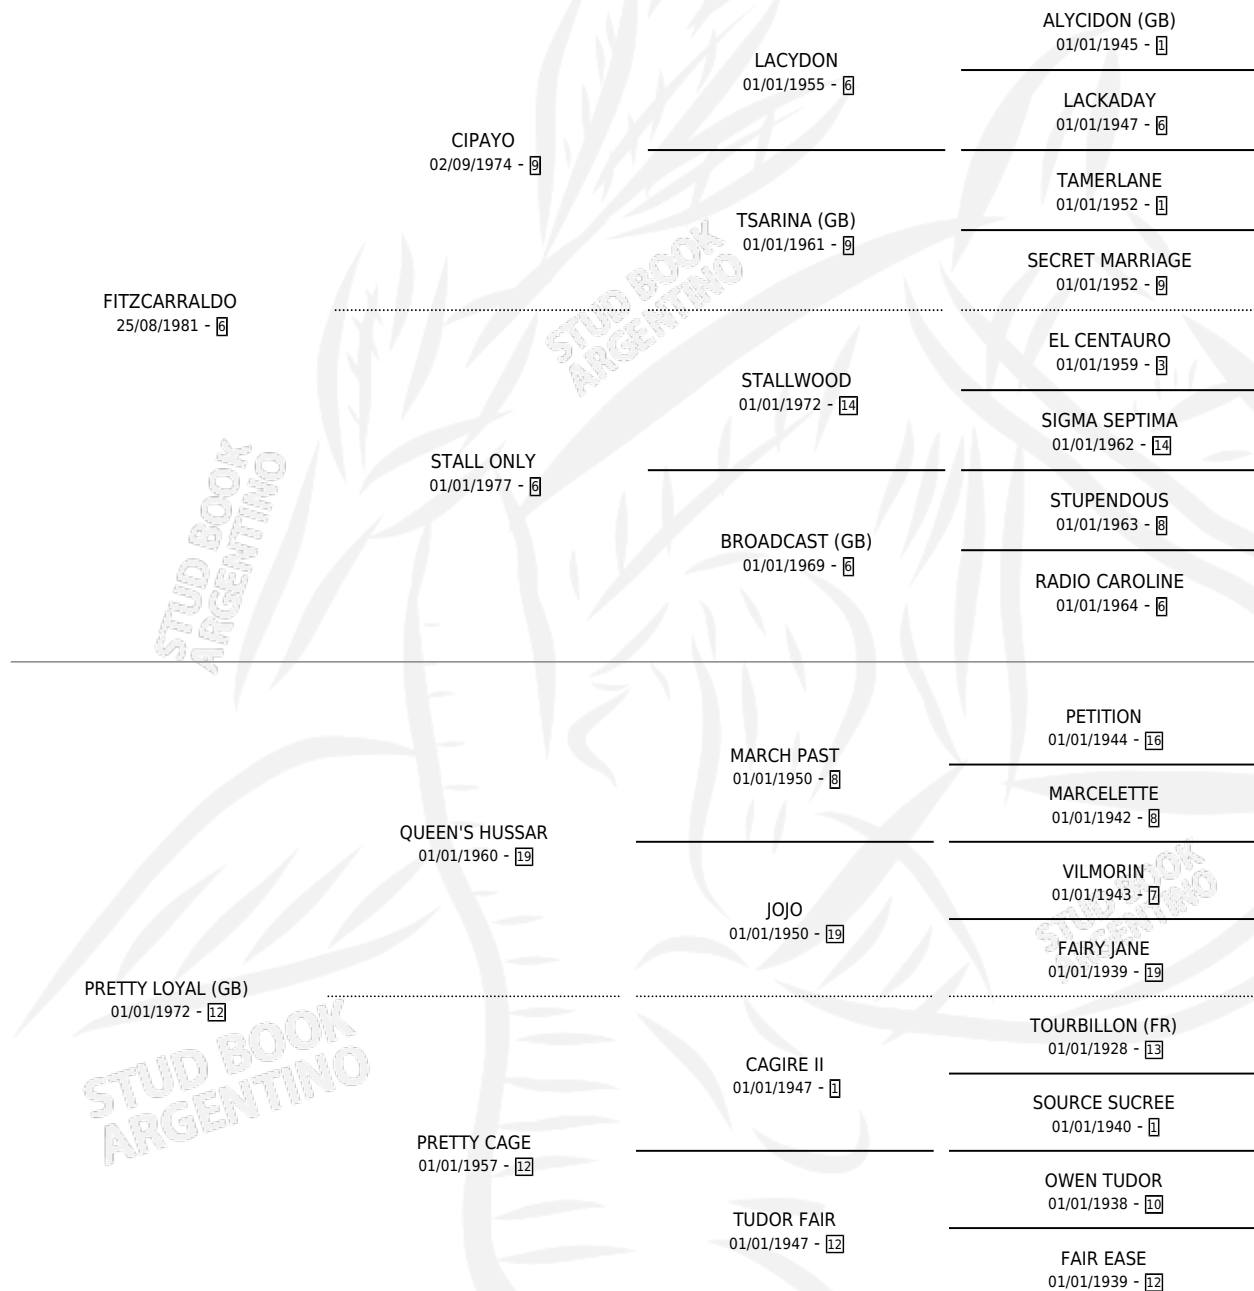 ALYCIDON (GB)
01/01/1945 - 1
LACYDON
01/01/1955 - 6
LACKADAY
01/01/1947 - 6
CIPAYO
02/09/1974 - 9
TAMERLANE
01/01/1952 - 1
TSARINA (GB)
01/01/1961 - 9
SECRET MARRIAGE
01/01/1952 - 9
FITZCARRALDO
25/08/1981 - 6
EL CENTAURO
01/01/1959 - 3
STALLWOOD
01/01/1972 - 14
SIGMA SEPTIMA
01/01/1962 - 14
STALL ONLY
01/01/1977 - 6
STUPENDOUS
01/01/1963 - 8
BROADCAST (GB)
01/01/1969 - 6
RADIO CAROLINE
01/01/1964 - 6
STUD BOOK
ARGENTINO
STUD BOOK
ARGENTINO
PETITION
01/01/1944 - 16
MARCH PAST
01/01/1950 - 8
MARCELETTE
01/01/1942 - 8
QUEEN'S HUSSAR
01/01/1960 - 19
VILMORIN
01/01/1943 - 7
JOJO
01/01/1950 - 19
FAIRY JANE
01/01/1939 - 19
PRETTY LOYAL (GB)
01/01/1972 - 12
TOURBILLON (FR)
01/01/1928 - 13
CAGIRE II
01/01/1947 - 1
SOURCE SUCREE
01/01/1940 - 1
PRETTY CAGE
01/01/1957 - 12
OWEN TUDOR
01/01/1938 - 10
TUDOR FAIR
01/01/1947 - 12
FAIR EASE
01/01/1939 - 12
STUD BOOK
ARGENTINO
STUD BOOK
ARGENTINO